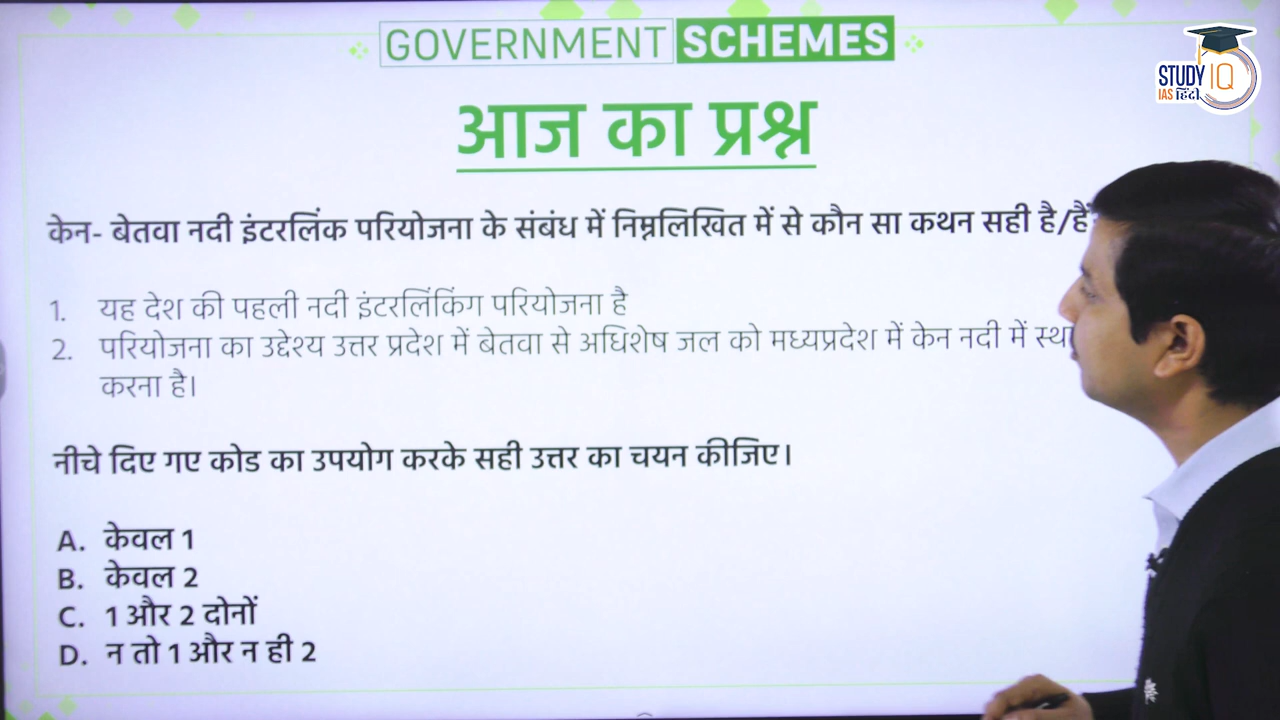 GOVERNMENT SCHEMES
STUDY IQ
IAS हिंदी
आज का प्रश्न
केन- बेतवा नदी इंटरलिंक परियोजना के संबंध में निम्नलिखित में से कौन सा कथन सही है/हैं
1. यह देश की पहली नदी इंटरलिंकिंग परियोजना है
2. परियोजना का उद्देश्य उत्तर प्रदेश में बेतवा से अधिशेष जल को मध्यप्रदेश में केन नदी में
करना है।
नीचे दिए गए कोड का उपयोग करके सही उत्तर का चयन कीजिए।
A. केवल 1
B. केवल 2
C. 1 और 2 दोनों
D. न तो 1 और न ही 2